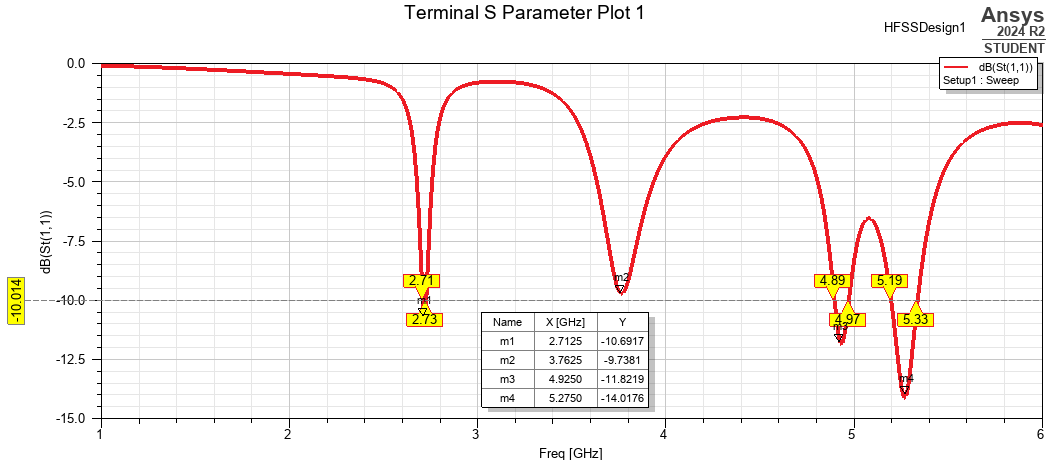 Terminal S Parameter Plot 1
HFSSDesign1
Ansys
2024 R2
STUDENT
dB(St(1,1))
Setup1 : Sweep
0.0
-2.5
-5.0
-7.5
-10.0
-12.5
-15.0
dB(St(1,1))
-10.014
2.71
m1
2.73
m2
4.89
4.97
m3
5.19
5.33
m4
Name X [GHz] Y
m1 2.7125 -10.6917
m2 3.7625 -9.7381
m3 4.9250 -11.8219
m4 5.2750 -14.0176
1 2 3 4 5 6
Freq [GHz]